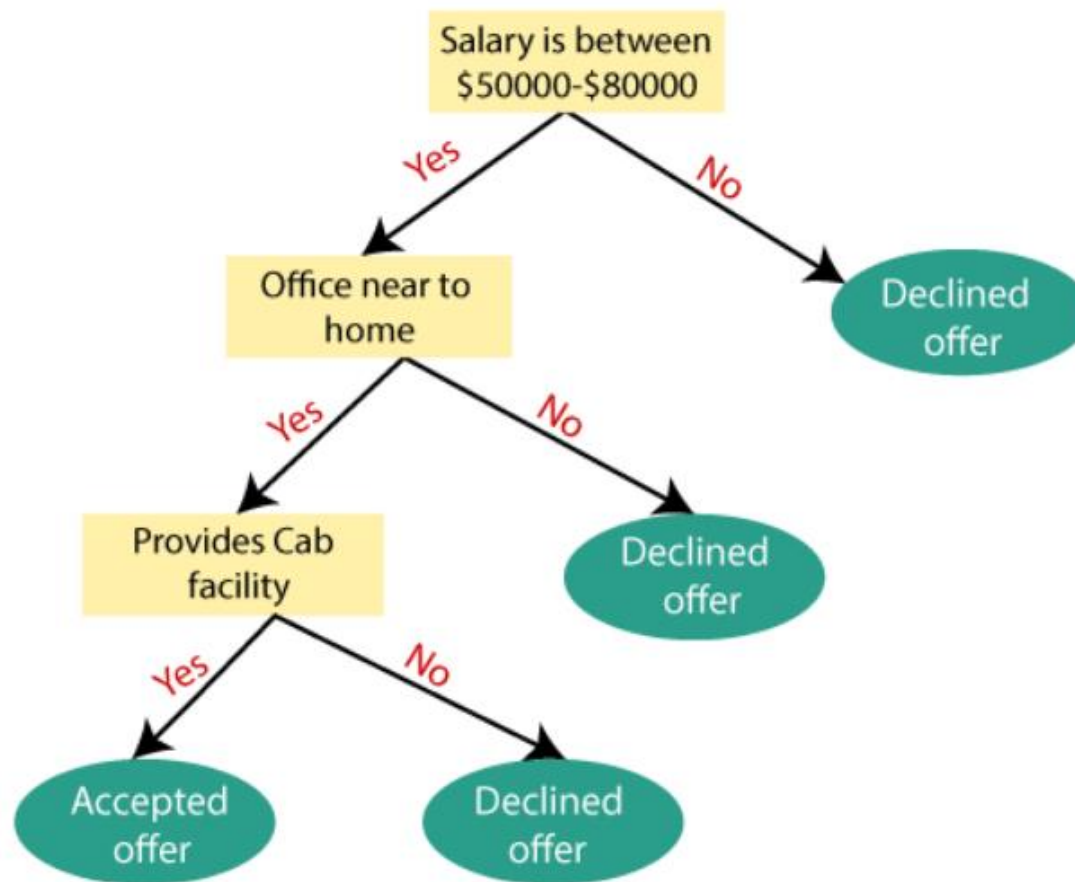 Salary is between
$50000-$80000
Yes
No
Office near to
home
Declined
offer
Yes
No
Provides Cab
facility
Declined
offer
Yes
No
Accepted
offer
Declined
offer